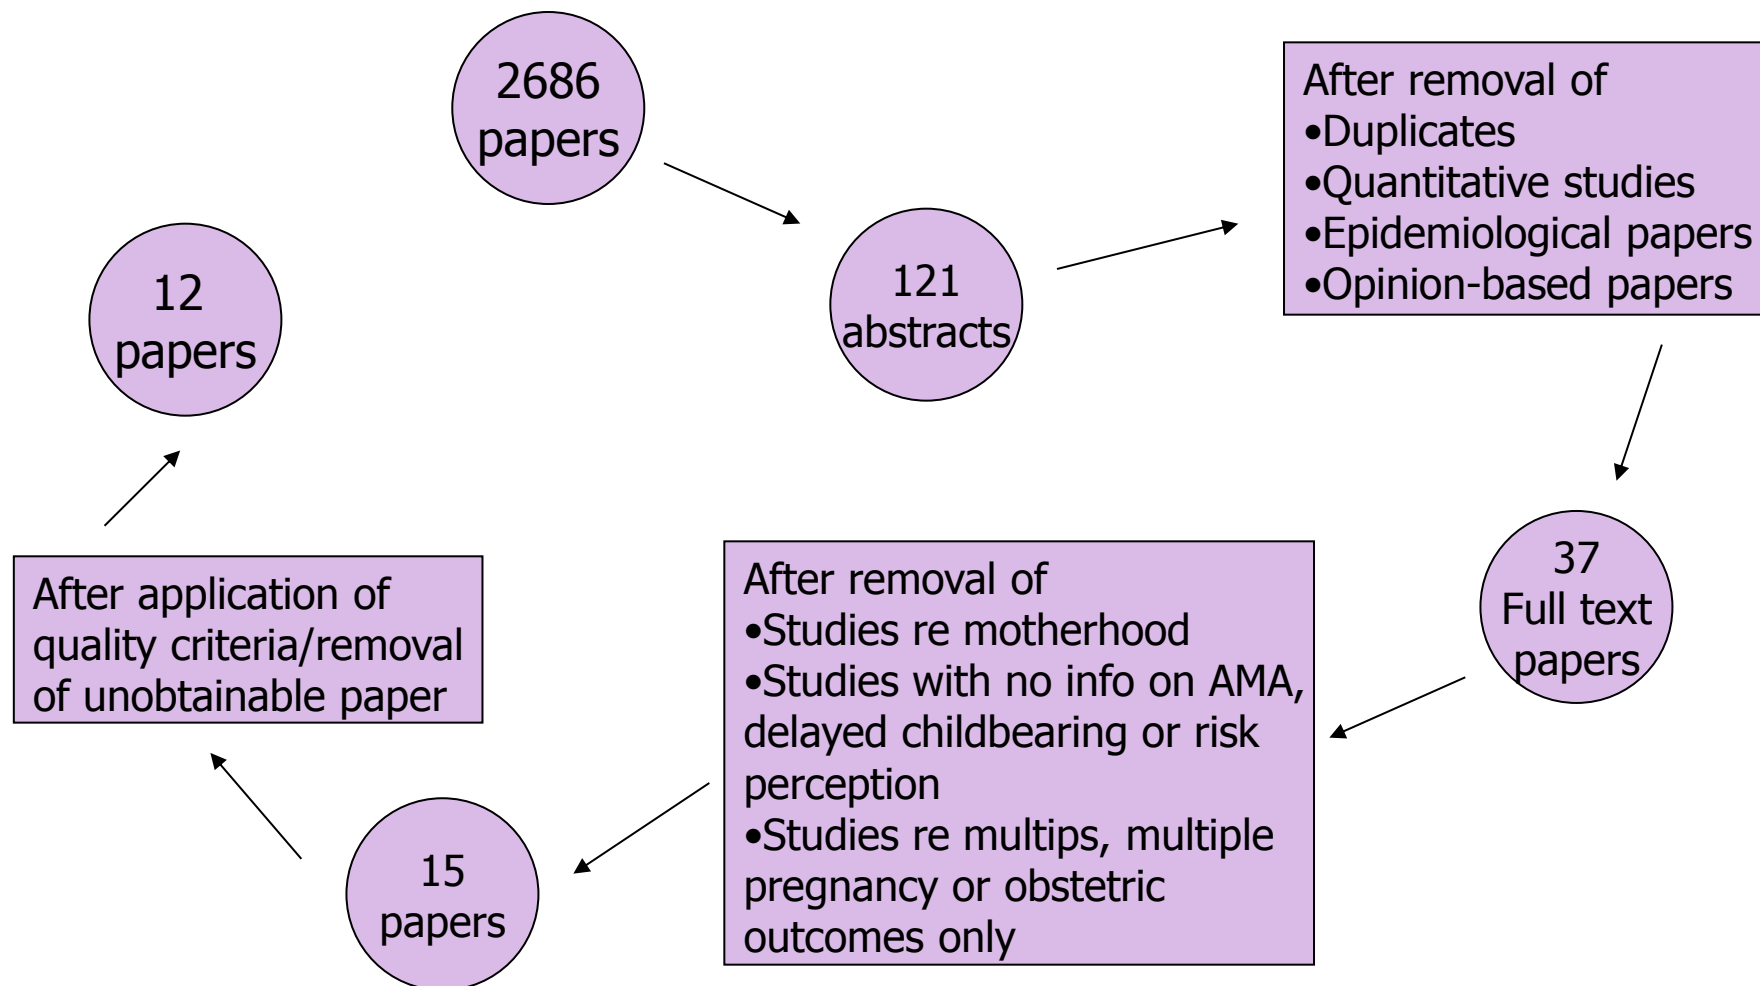 2686
papers
121
abstracts
After removal of
•Duplicates
•Quantitative studies
•Epidemiological papers
•Opinion-based papers
37
Full text
papers
After removal of
•Studies re motherhood
•Studies with no info on AMA,
delayed childbearing or risk
perception
•Studies re multips, multiple
pregnancy or obstetric
outcomes only
15
papers
After application of
quality criteria/removal
of unobtainable paper
12
papers